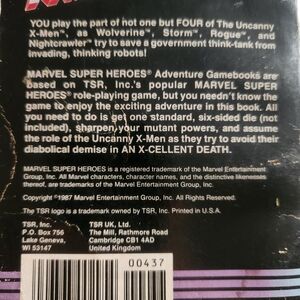 YOU play the part of not one but FOUR of The Uncanny
X-Men™, as Wolverine™, Storm™, Rogue™, and
Nightcrawler™ try to save a government think-tank from
invading, thinking robots!
MARVEL SUPER HEROES® Adventure Gamebooks are
based on TSR, Inc.'s popular MARVEL SUPER
HEROES® role-playing game, but you needn't know the
game to enjoy the exciting adventure in this book. All
you need to do is get one standard, six-sided die (not
included), sharpen your mutant powers, and assume
the role of the Uncanny X-Men as they try to avoid their
diabolical demise in AN X-CELLENT DEATH.
MARVEL SUPER HEROES is a registered trademark of the Marvel Entertainment
Group, Inc. All Marvel characters, character names, and the distinctive likenesses
thereof, are trademarks of the Marvel Entertainment Group, Inc.
Copyright ©1987 Marvel Entertainment Group, Inc. All Rights Reserved.
The TSR logo is a trademark owned by TSR, Inc. Printed in U.S.A.
TSR, Inc. TSR UK, Ltd.
P.O. Box 756 The Mill, Rathmore Road
Lake Geneva, Cambridge CB1 4AD
WI 53147 United Kingdom
00437